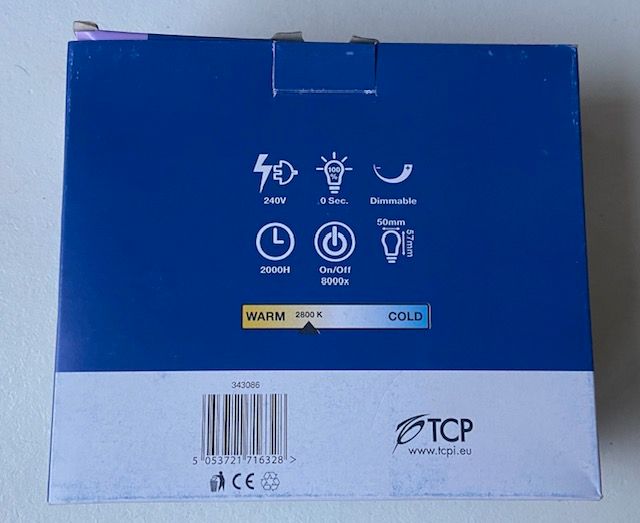 100
%
240V
0 Sec.
Dimmable
50mm
57mm
2000H
On/Off
8000x
WARM 2800 K COLD
343086
5 053721 716328 >
CE
TCP
www.tcpi.eu